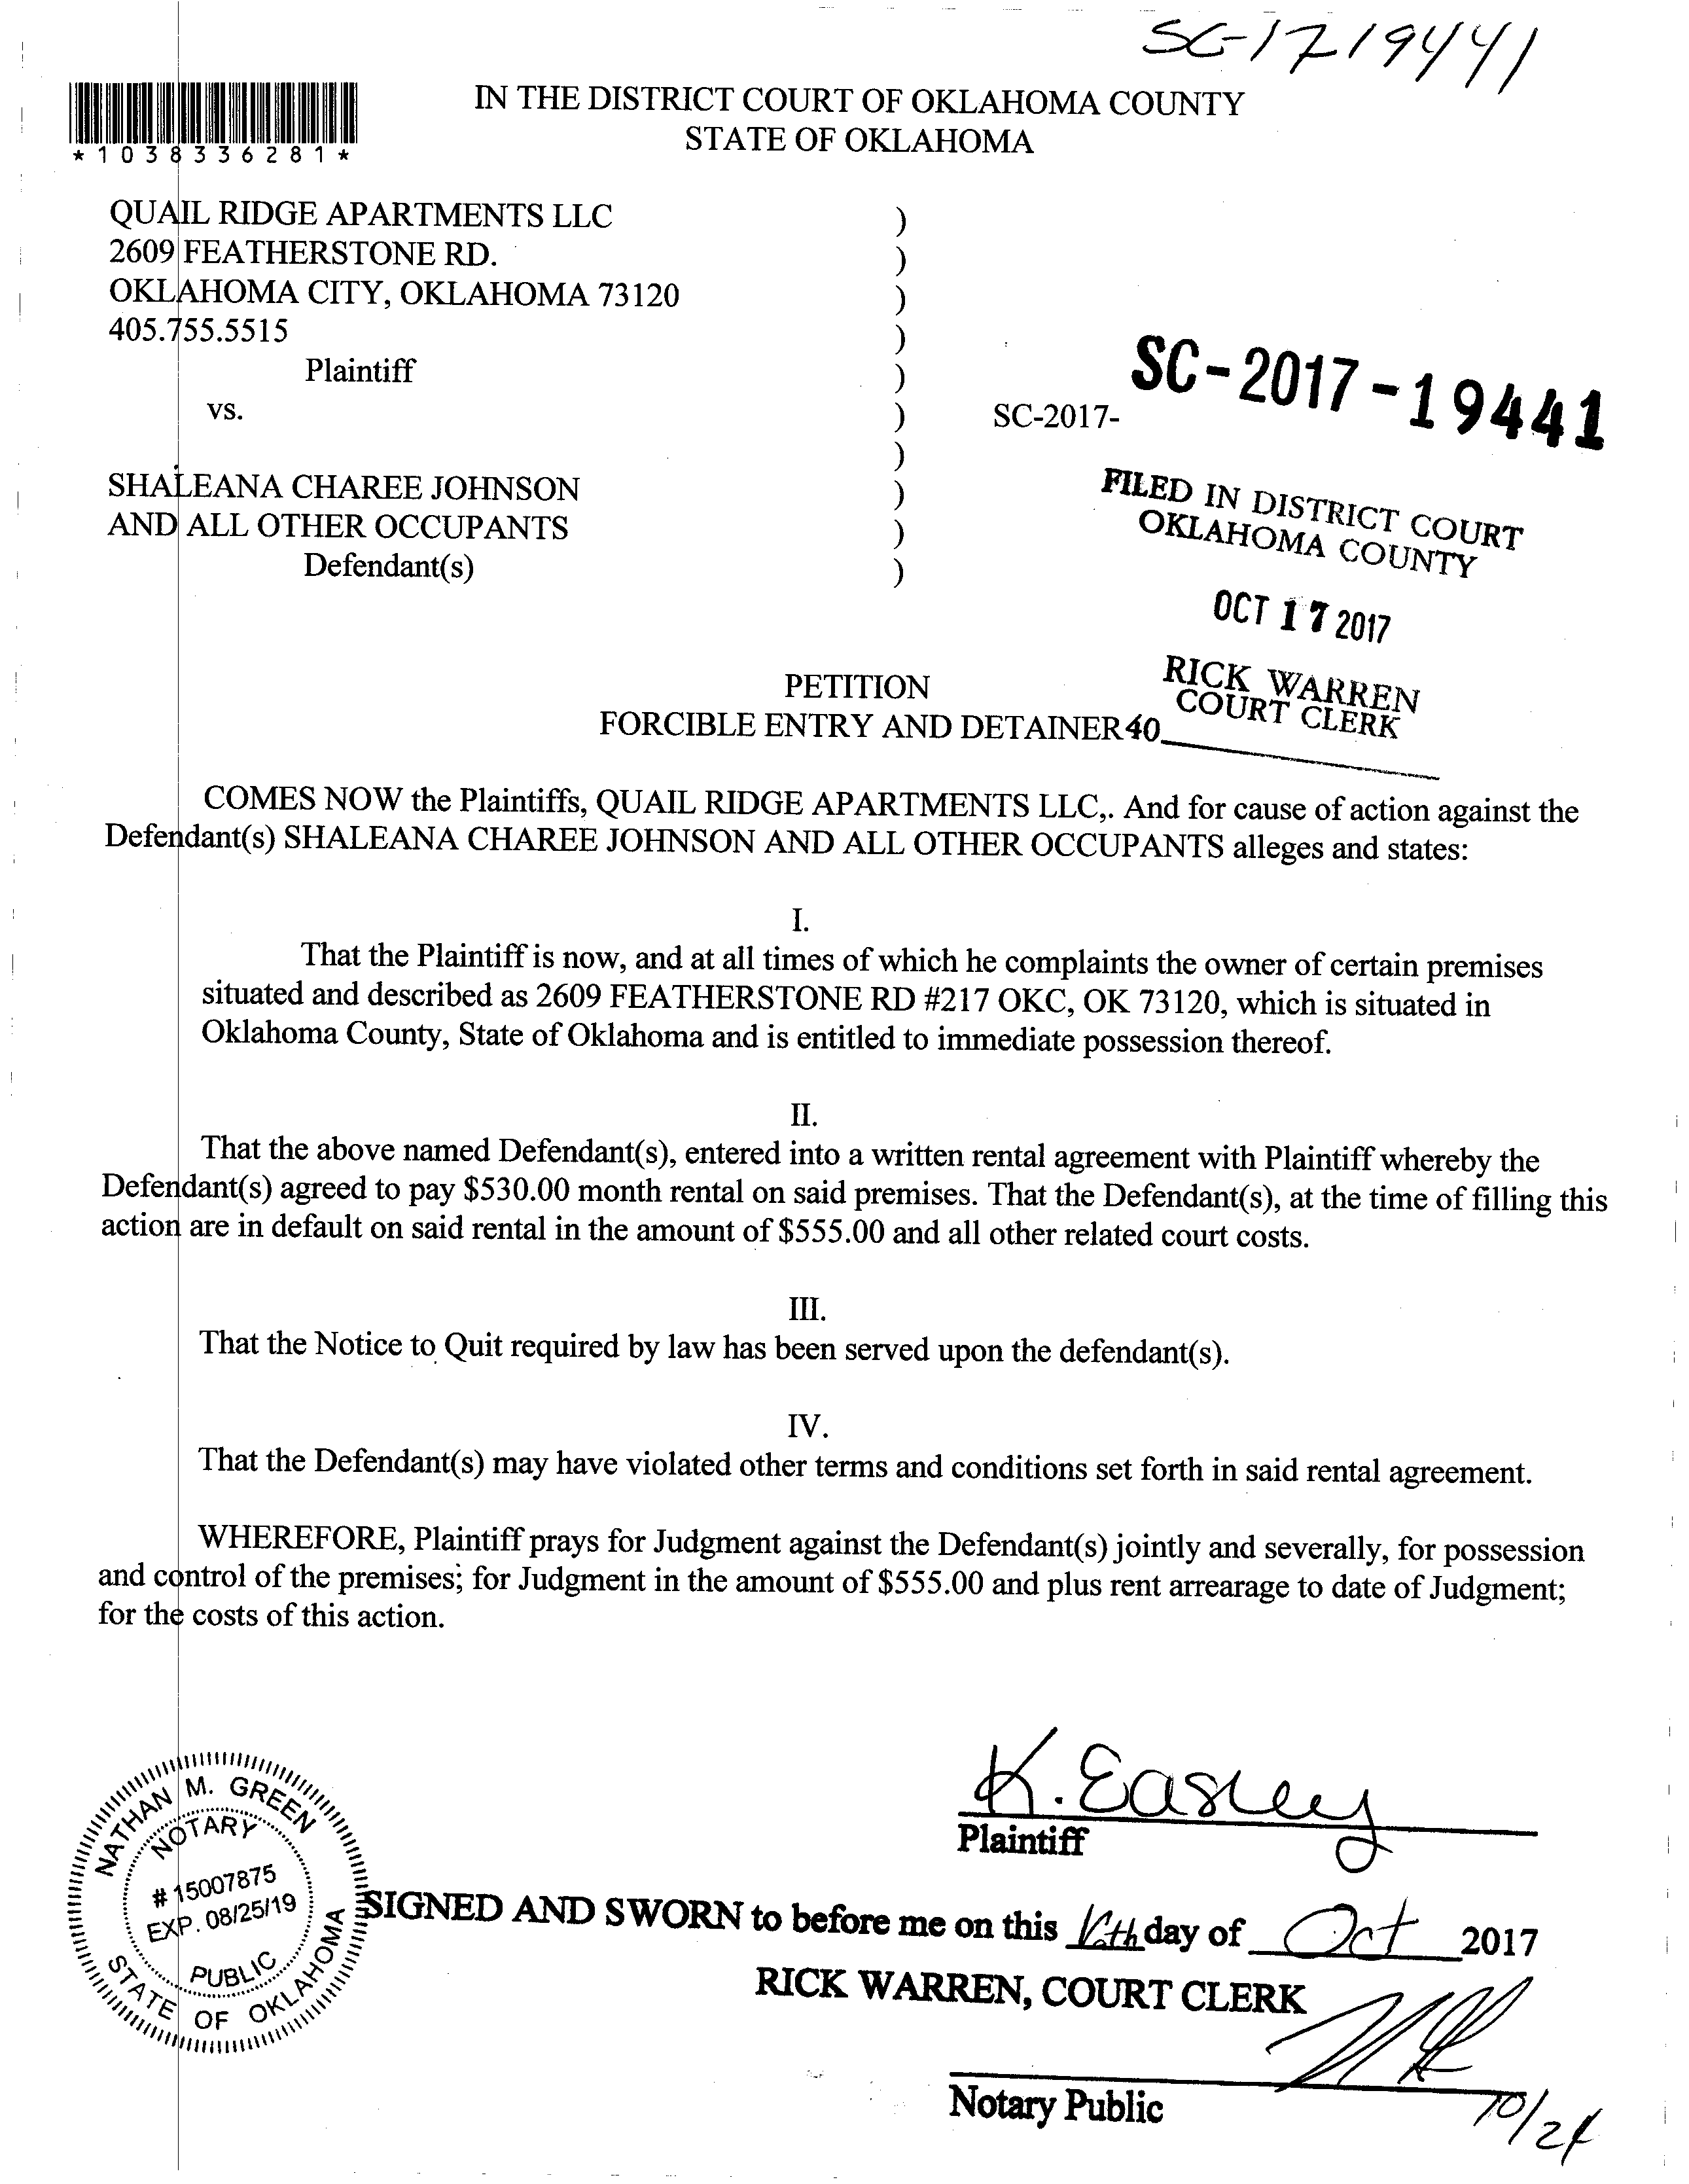 SC-1719441
*1038336281*
IN THE DISTRICT COURT OF OKLAHOMA COUNTY
STATE OF OKLAHOMA
QUAIL RIDGE APARTMENTS LLC )
2609 FEATHERSTONE RD. )
OKLAHOMA CITY, OKLAHOMA 73120 )
405.755.5515 )
Plaintiff )
vs. ) SC-2017- SC-2017-19441
)
SHALEANA CHAREE JOHNSON )
AND ALL OTHER OCCUPANTS )
Defendant(s) )
FILED IN DISTRICT COURT
OKLAHOMA COUNTY
OCT 17 2017
RICK WARREN
COURT CLERK
PETITION
FORCIBLE ENTRY AND DETAINER 40
COMES NOW the Plaintiffs, QUAIL RIDGE APARTMENTS LLC,. And for cause of action against the
Defendant(s) SHALEANA CHAREE JOHNSON AND ALL OTHER OCCUPANTS alleges and states:
I.
That the Plaintiff is now, and at all times of which he complaints the owner of certain premises
situated and described as 2609 FEATHERSTONE RD #217 OKC, OK 73120, which is situated in
Oklahoma County, State of Oklahoma and is entitled to immediate possession thereof.
II.
That the above named Defendant(s), entered into a written rental agreement with Plaintiff whereby the
Defendant(s) agreed to pay $530.00 month rental on said premises. That the Defendant(s), at the time of filling this
action are in default on said rental in the amount of $555.00 and all other related court costs.
III.
That the Notice to Quit required by law has been served upon the defendant(s).
IV.
That the Defendant(s) may have violated other terms and conditions set forth in said rental agreement.
WHEREFORE, Plaintiff prays for Judgment against the Defendant(s) jointly and severally, for possession
and control of the premises; for Judgment in the amount of $555.00 and plus rent arrearage to date of Judgment;
for the costs of this action.
K. Easley
Plaintiff
NATHAN M. GREEN
NOTARY
#15007875
EXP. 08/25/19
PUBLIC
STATE OF OKLAHOMA
SIGNED AND SWORN to before me on this day of Oct 2017
RICK WARREN, COURT CLERK
Notary Public
10/24